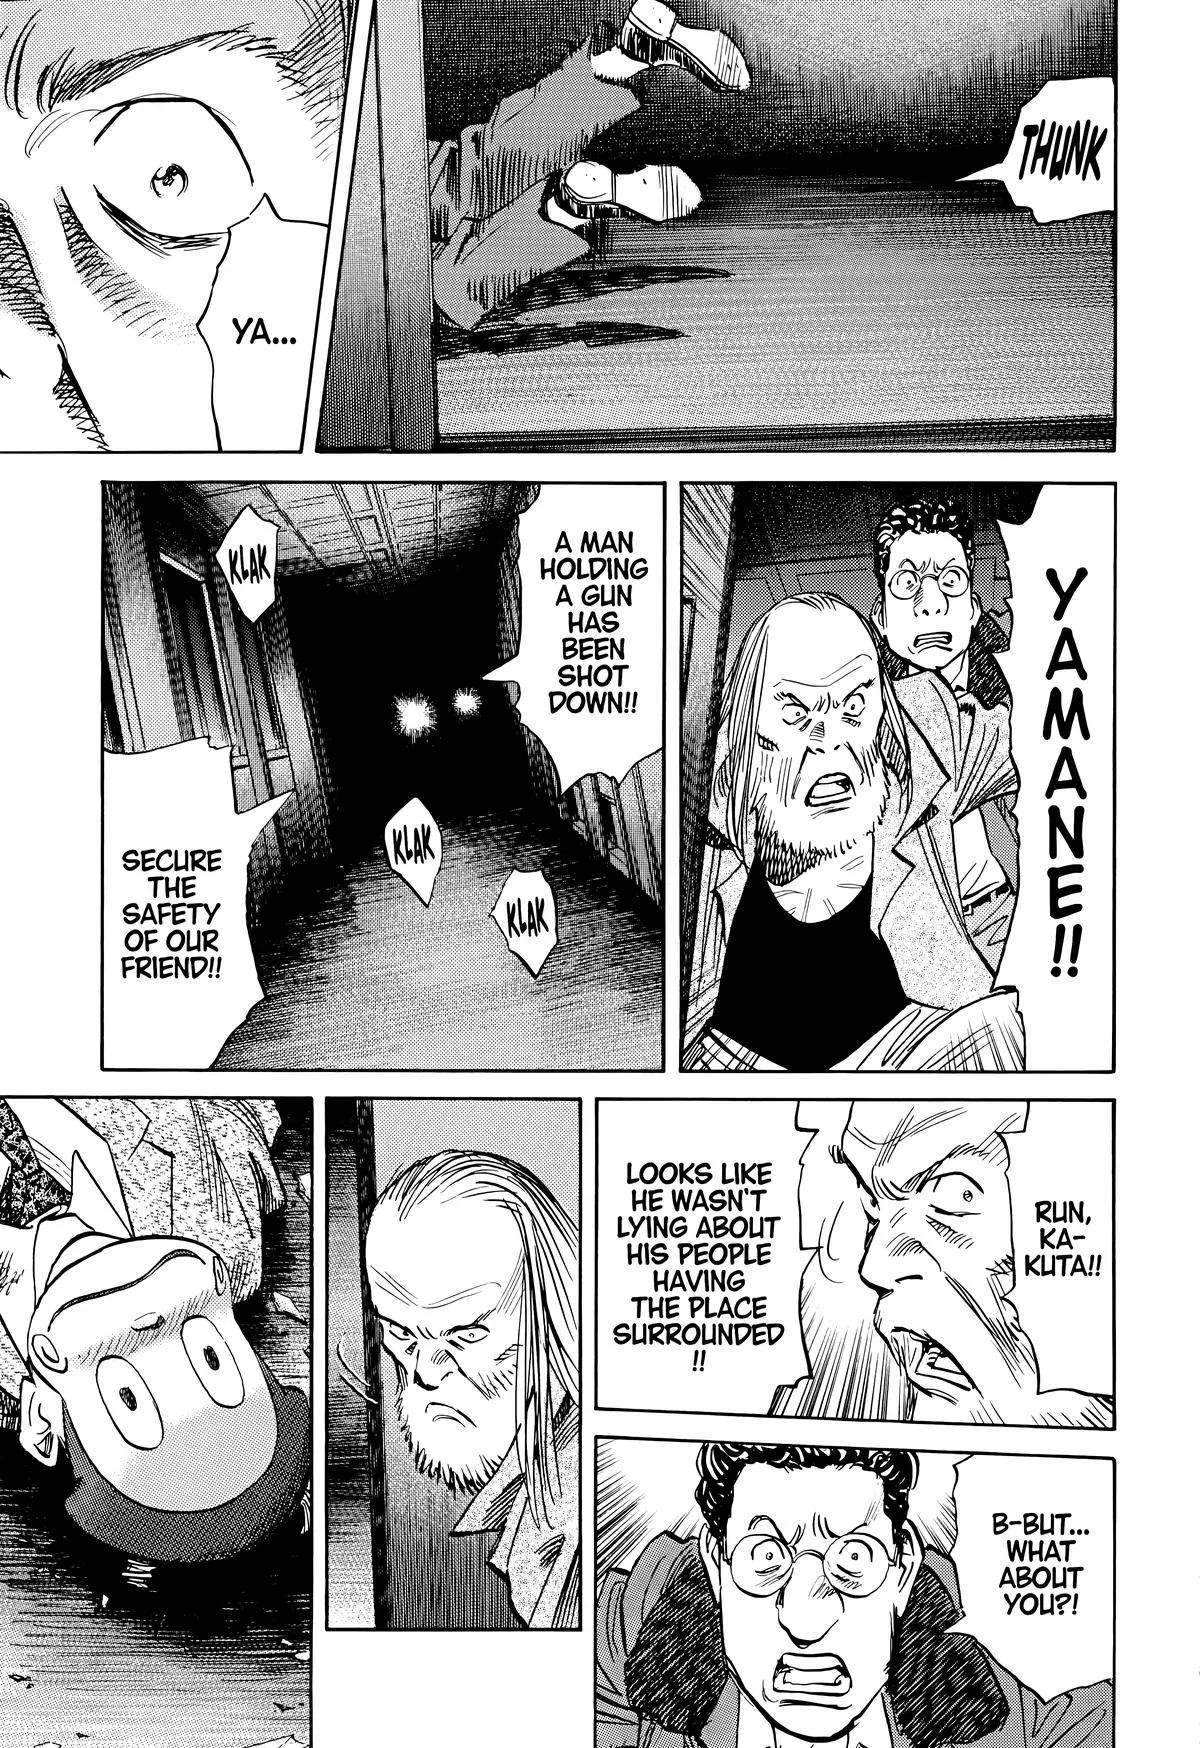 THUNK
YA...
YAMANE!!
A MAN
HOLDING
A GUN
HAS
BEEN
SHOT
DOWN!!
KLAK
KLAK
KLAK
SECURE
THE
SAFETY
OF OUR
FRIEND!!
RUN,
KA-
KUTA!!
LOOKS LIKE
HE WASN'T
LYING ABOUT
HIS PEOPLE
HAVING
THE PLACE
SURROUNDED
!!
B-BUT...
WHAT
ABOUT
YOU?!